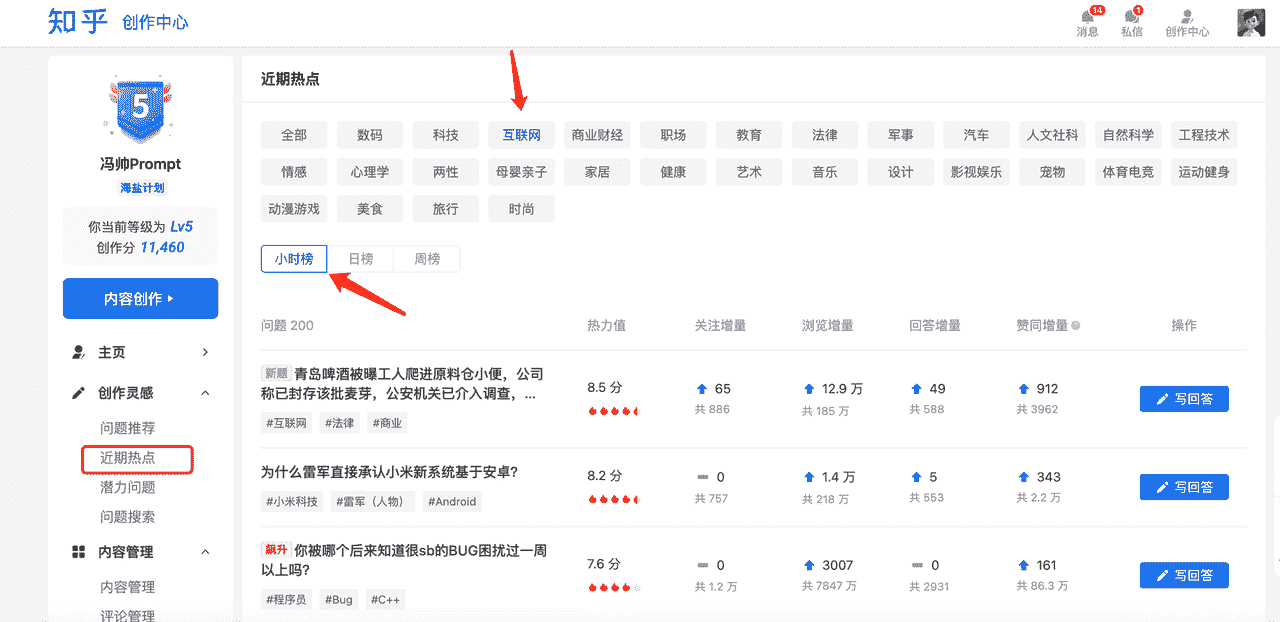 知乎 创作中心
14
1
消息 私信 创作中心
5
冯帅Prompt
海盐计划
你当前等级为 Lv5
创作分 11,460
内容创作
主页
创作灵感
问题推荐
近期热点
潜力问题
问题搜索
内容管理
内容管理
评论管理
近期热点
全部 数码 科技 互联网 商业财经 职场 教育 法律 军事 汽车 人文社科 自然科学 工程技术
情感 心理学 两性 母婴亲子 家居 健康 艺术 音乐 设计 影视娱乐 宠物 体育电竞 运动健身
动漫游戏 美食 旅行 时尚
小时榜 日榜 周榜
问题 200 热力值 关注增量 浏览增量 回答增量 赞同增量 操作
新题 青岛啤酒被曝工人爬进原料仓小便，公司
称已封存该批麦芽，公安机关已介入调查，...
#互联网 #法律 #商业
8.5 分 65 12.9 万 49 912 写回答
共 886 共 185 万 共 588 共 3962
为什么雷军直接承认小米新系统基于安卓?
#小米科技 #雷军（人物） #Android
8.2 分 0 1.4 万 5 343 写回答
共 757 共 218 万 共 553 共 2.2 万
飙升 你被哪个后来知道很sb的BUG困扰过一周
以上吗?
#程序员 #Bug #C++
7.6 分 0 3007 0 161 写回答
共 1.2 万 共 7847 万 共 2931 共 86.3 万